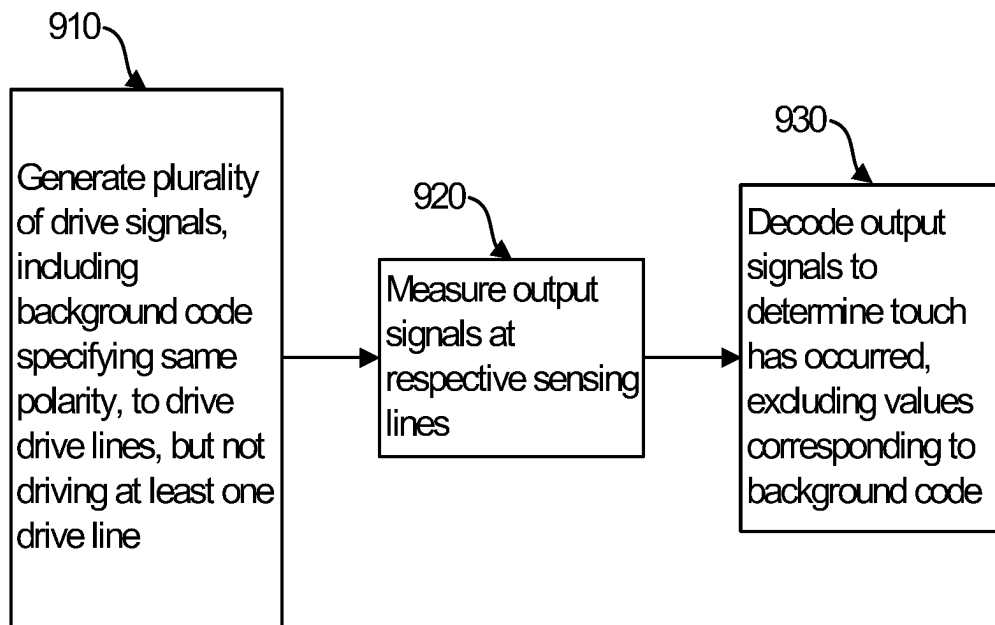 910
Generate plurality
of drive signals,
including
background code
specifying same
polarity, to drive
drive lines, but not
driving at least one
drive line
920
Measure output
signals at
respective sensing
lines
930
Decode output
signals to
determine touch
has occurred,
excluding values
corresponding to
background code